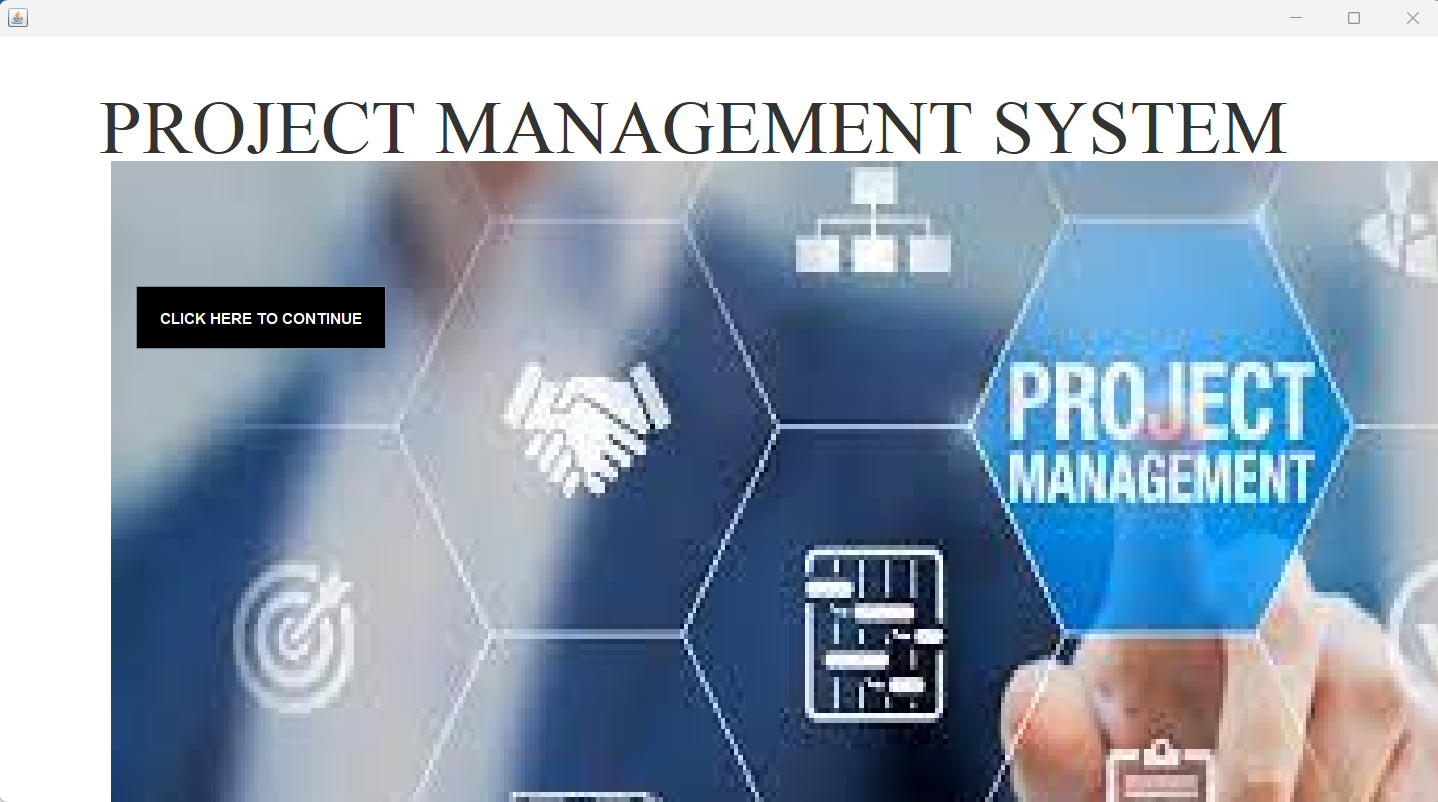 PROJECT MANAGEMENT SYSTEM
CLICK HERE TO CONTINUE
PROJECT
MANAGEMENT